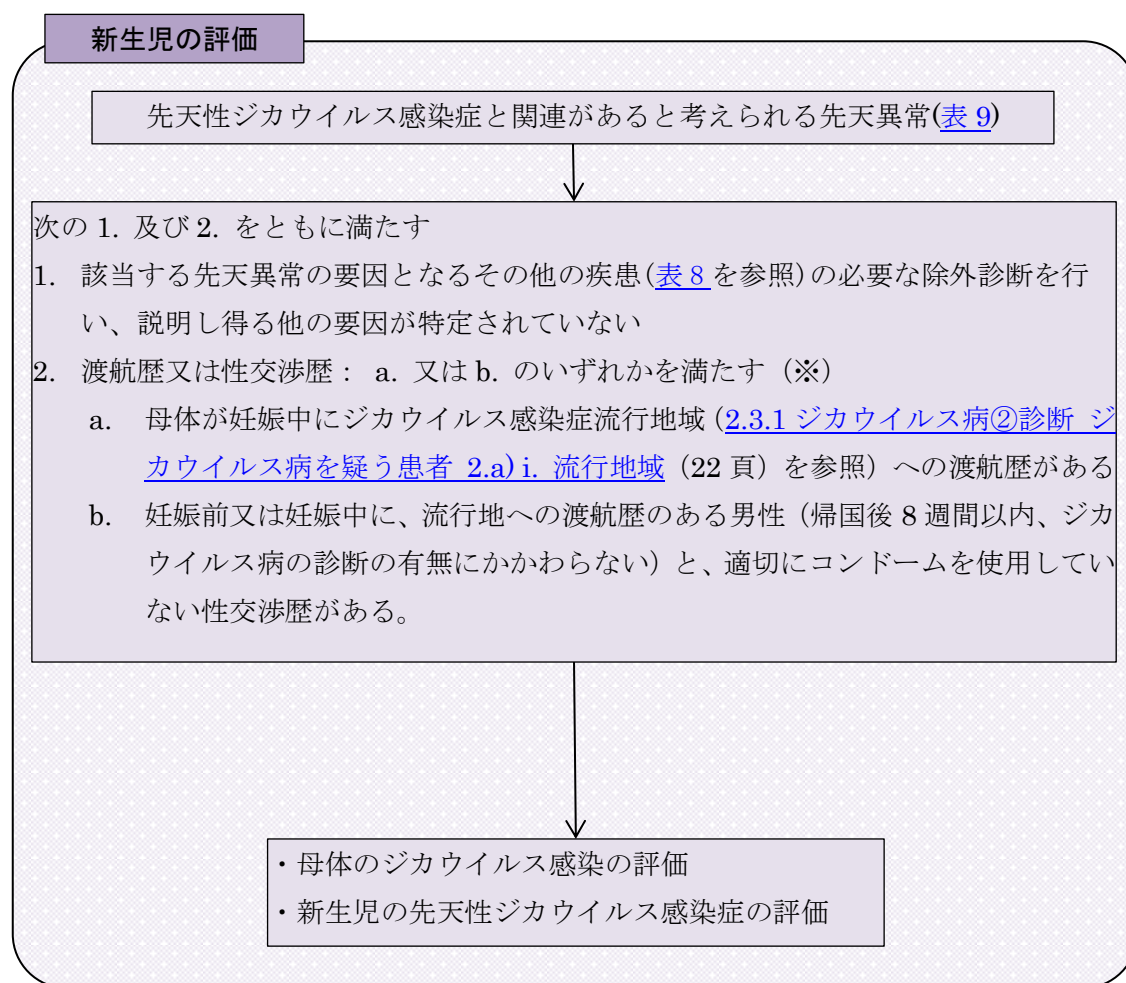 新生児の評価
先天性ジカウイルス感染症と関連があると考えられる先天異常(表 9)
次の 1. 及び 2. をともに満たす
1. 該当する先天異常の要因となるその他の疾患(表 8 を参照)の必要な除外診断を行
い、説明し得る他の要因が特定されていない
2. 渡航歴又は性交渉歴： a. 又は b. のいずれかを満たす（※）
a. 母体が妊娠中にジカウイルス感染症流行地域(2.3.1 ジカウイルス病②診断 ジ
カウイルス病を疑う患者 2.a) i. 流行地域（22 頁）を参照）への渡航歴がある
b. 妊娠前又は妊娠中に、流行地への渡航歴のある男性（帰国後 8 週間以内、ジカ
ウイルス病の診断の有無にかかわらない）と、適切にコンドームを使用してい
ない性交渉歴がある。
・母体のジカウイルス感染の評価
・新生児の先天性ジカウイルス感染症の評価